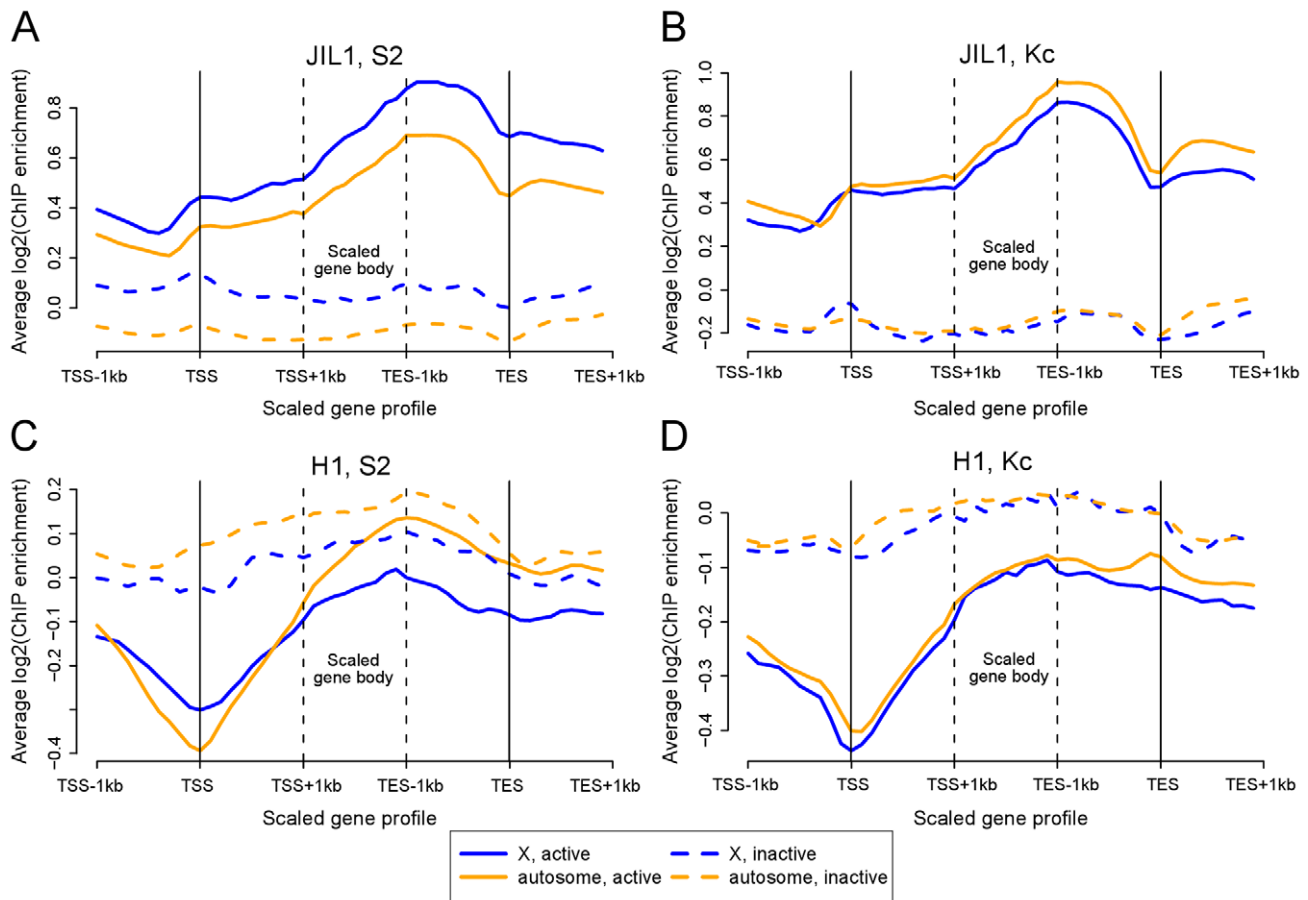 A
JIL1, S2
Average log2(ChIP enrichment)
0.8
0.6
0.4
0.2
0.0
Scaled
gene body
TSS-1kb TSS TSS+1kb TES-1kb TES TES+1kb
Scaled gene profile
B
JIL1, Kc
Average log2(ChIP enrichment)
1.0
0.8
0.6
0.4
0.2
0.0
−0.2
Scaled
gene body
TSS-1kb TSS TSS+1kb TES-1kb TES TES+1kb
Scaled gene profile
C
H1, S2
Average log2(ChIP enrichment)
0.2
0.1
0.0
−0.1
−0.2
−0.4
Scaled
gene body
TSS-1kb TSS TSS+1kb TES-1kb TES TES+1kb
Scaled gene profile
D
H1, Kc
Average log2(ChIP enrichment)
0.0
−0.1
−0.2
−0.3
−0.4
Scaled
gene body
TSS-1kb TSS TSS+1kb TES-1kb TES TES+1kb
Scaled gene profile
X, active X, inactive
autosome, active autosome, inactive